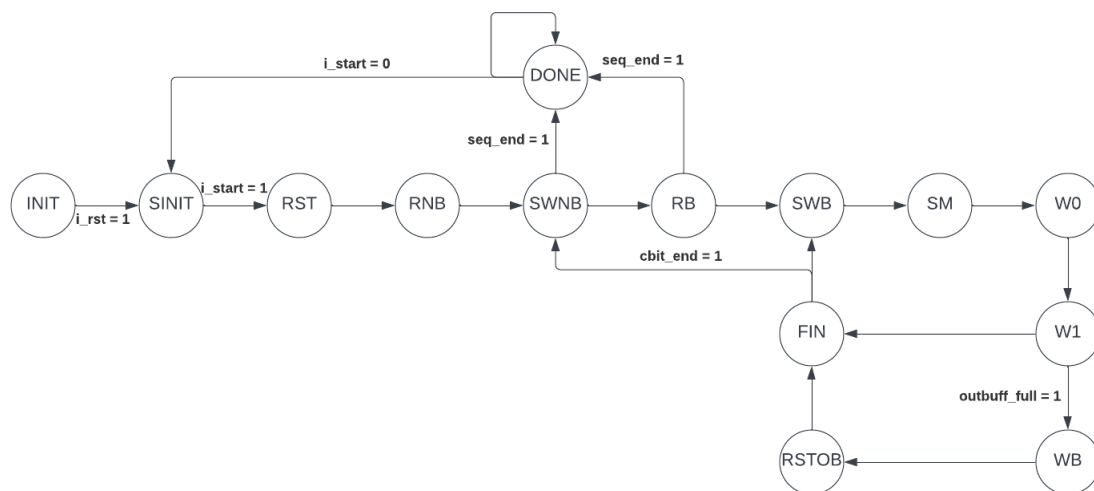 DONE
i_start = 0
seq_end = 1
seq_end = 1
INIT
i_rst = 1
SINIT
i_start = 1
RST
RNB
SWNB
RB
SWB
SM
W0
cbit_end = 1
FIN
W1
outbuff_full = 1
RSTOB
WB